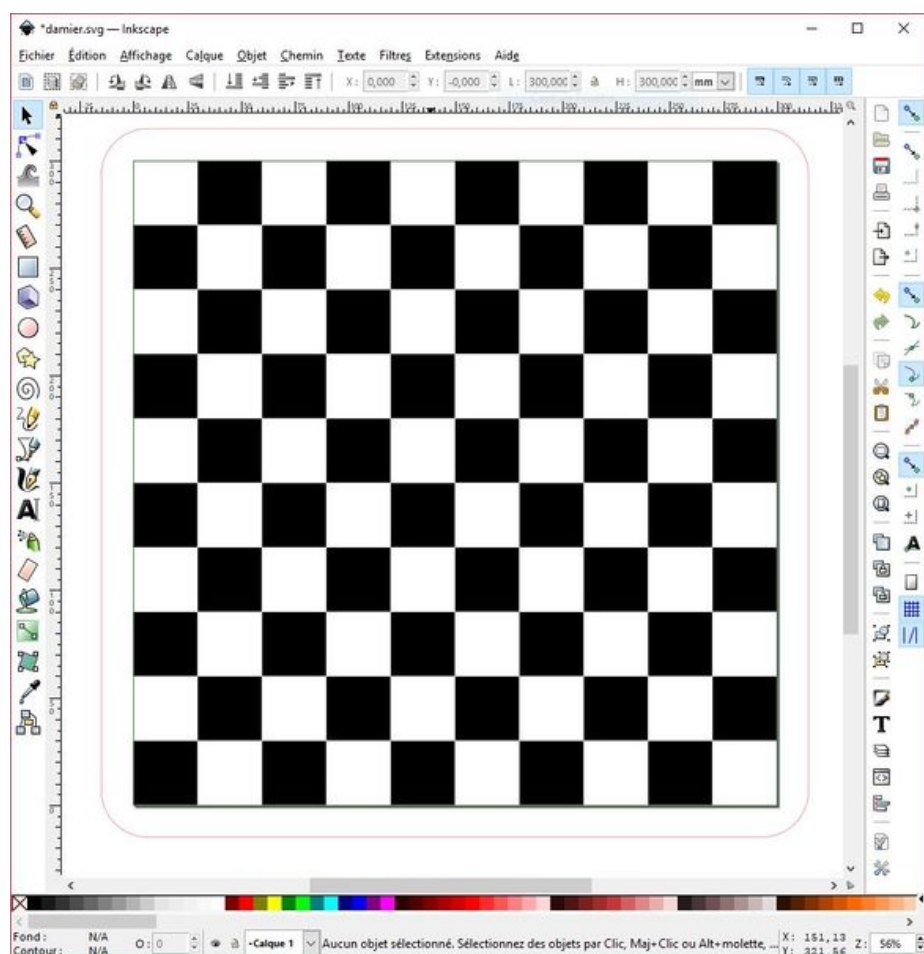 *damier.svg — Inkscape
Fichier Édition Affichage Calque Objet Chemin Texte Filtres Extensions Aide
X: 0,000 Y: -0,000 L: 300,000 H: 300,000 mm
Fond : N/A O: 0 -Calque 1 Aucun objet sélectionné. Sélectionnez des objets par Clic, Maj+Clic ou Alt+molette, ... X: 151,13 Z: 56%
Contour : N/A Y: 321,56